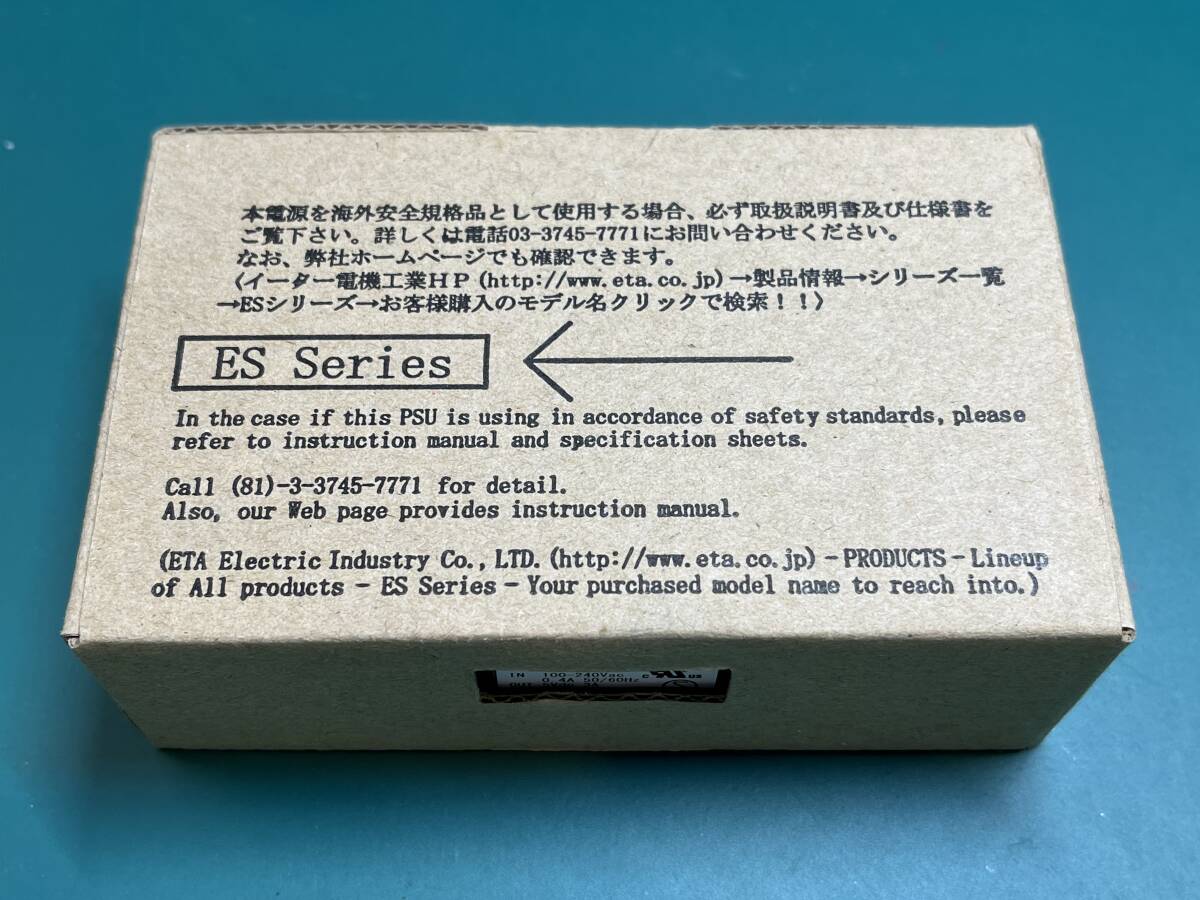 本電源を海外安全規格品として使用する場合、必ず取扱説明書及び仕様書を
ご覧下さい。詳しくは電話03-3745-7771にお問い合わせください。
なお、弊社ホームページでも確認できます。
〈イーター電機工業HP(http://www.eta.co.jp)→製品情報→シリーズ一覧
→ESシリーズ→お客様購入のモデル名クリックで検索！！〉
ES Series
In the case if this PSU is using in accordance of safety standards, please
refer to instruction manual and specification sheets.
Call (81)-3-3745-7771 for detail.
Also, our Web page provides instruction manual.
(ETA Electric Industry Co., LTD. (http://www.eta.co.jp) - PRODUCTS - Lineup
of All products - ES Series - Your purchased model name to reach into.)
IN 100-240Vac
0.4A 50/60Hz
c us